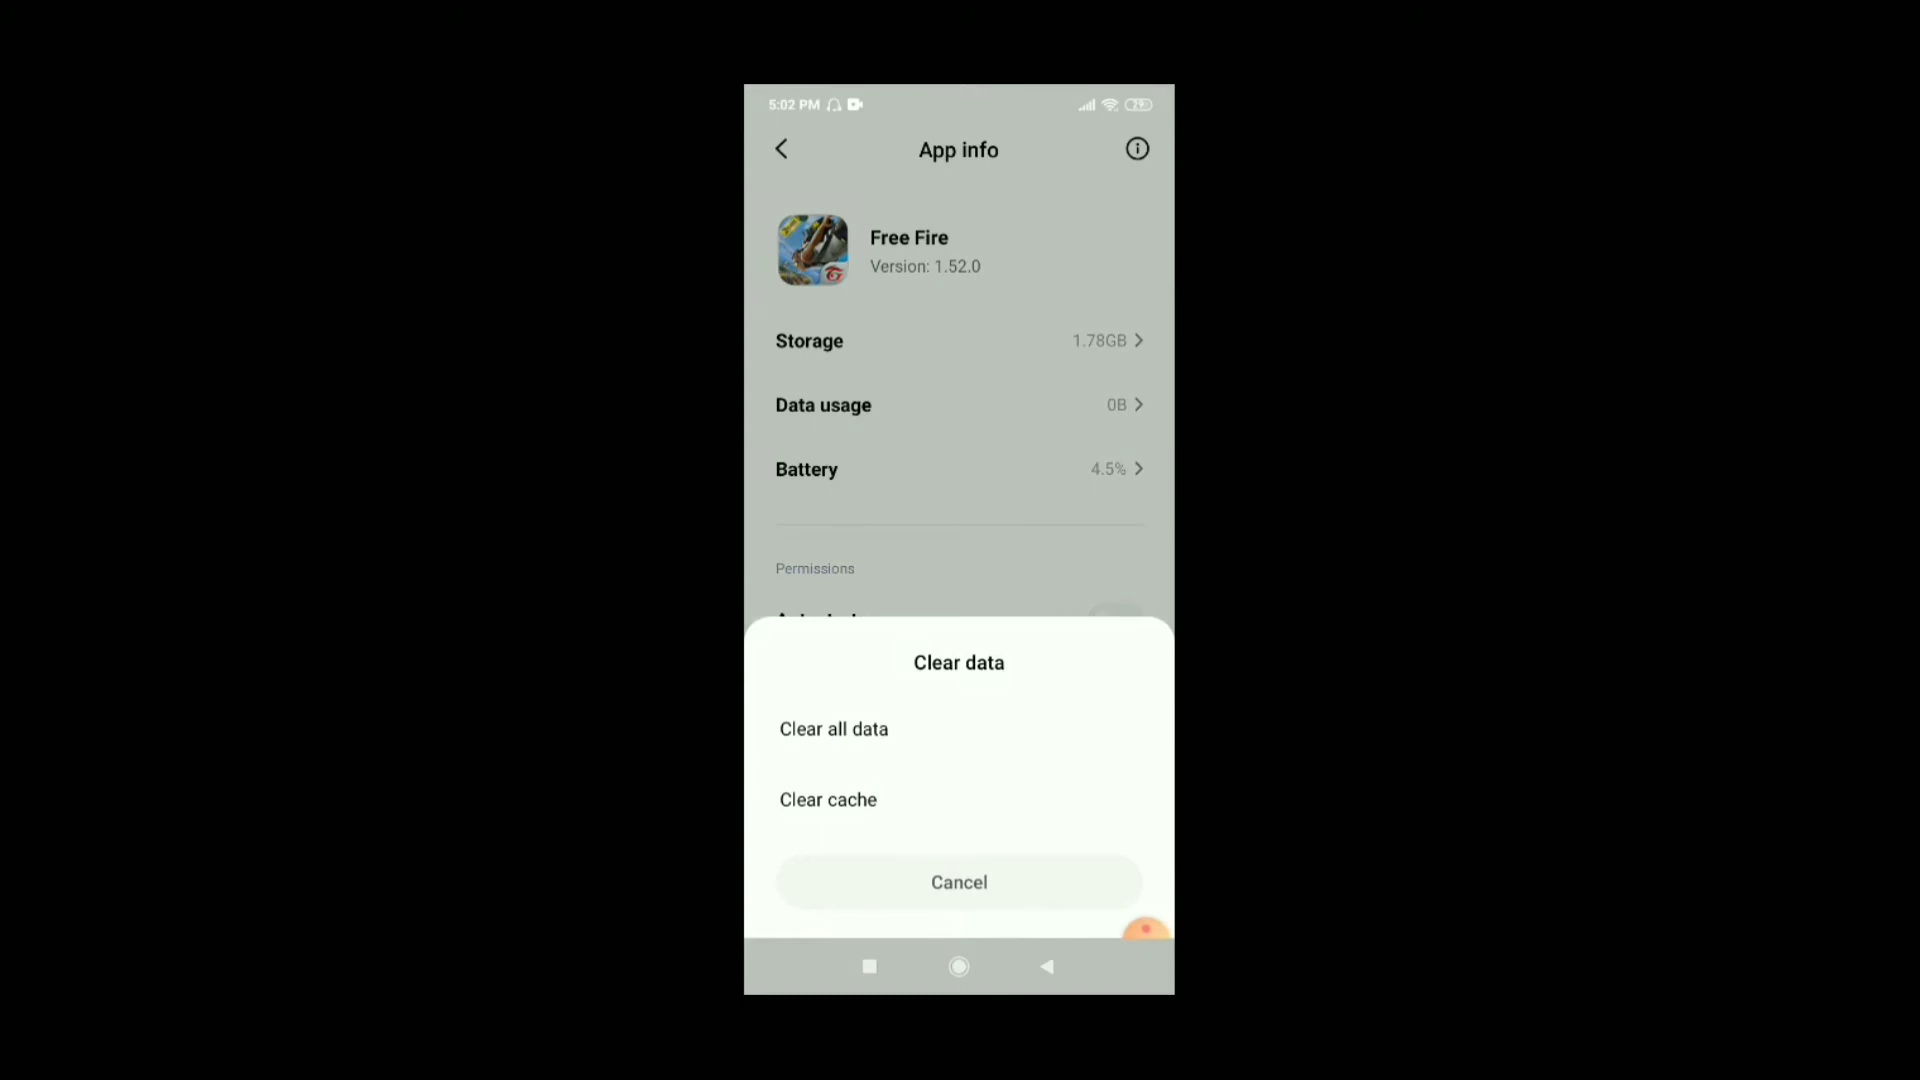 5:02 PM
29
App info
Free Fire
Version: 1.52.0
Storage
1.78GB
Data usage
0B
Battery
4.5%
Permissions
Clear data
Clear all data
Clear cache
Cancel